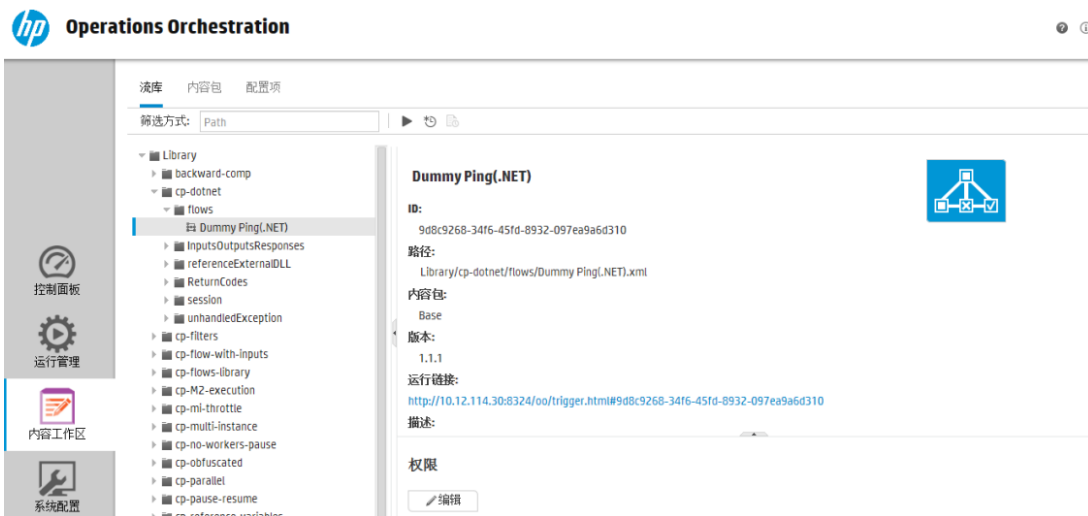 hp Operations Orchestration
流库 内容包 配置项
筛选方式: Path
Library
backward-comp
cp-dotnet
flows
Dummy Ping(.NET)
InputsOutputsResponses
referenceExternalDLL
ReturnCodes
session
unhandledException
cp-filters
cp-flow-with-inputs
cp-flows-library
cp-M2-execution
cp-mi-throttle
cp-multi-instance
cp-no-workers-pause
cp-obfuscated
cp-parallel
cp-pause-resume
cp-reference-variables
控制面板
运行管理
内容工作区
系统配置
Dummy Ping(.NET)
ID:
9d8c9268-34f6-45fd-8932-097ea9a6d310
路径:
Library/cp-dotnet/flows/Dummy Ping(.NET).xml
内容包:
Base
版本:
1.1.1
运行链接:
http://10.12.114.30:8324/oo/trigger.html#9d8c9268-34f6-45fd-8932-097ea9a6d310
描述:
权限
编辑